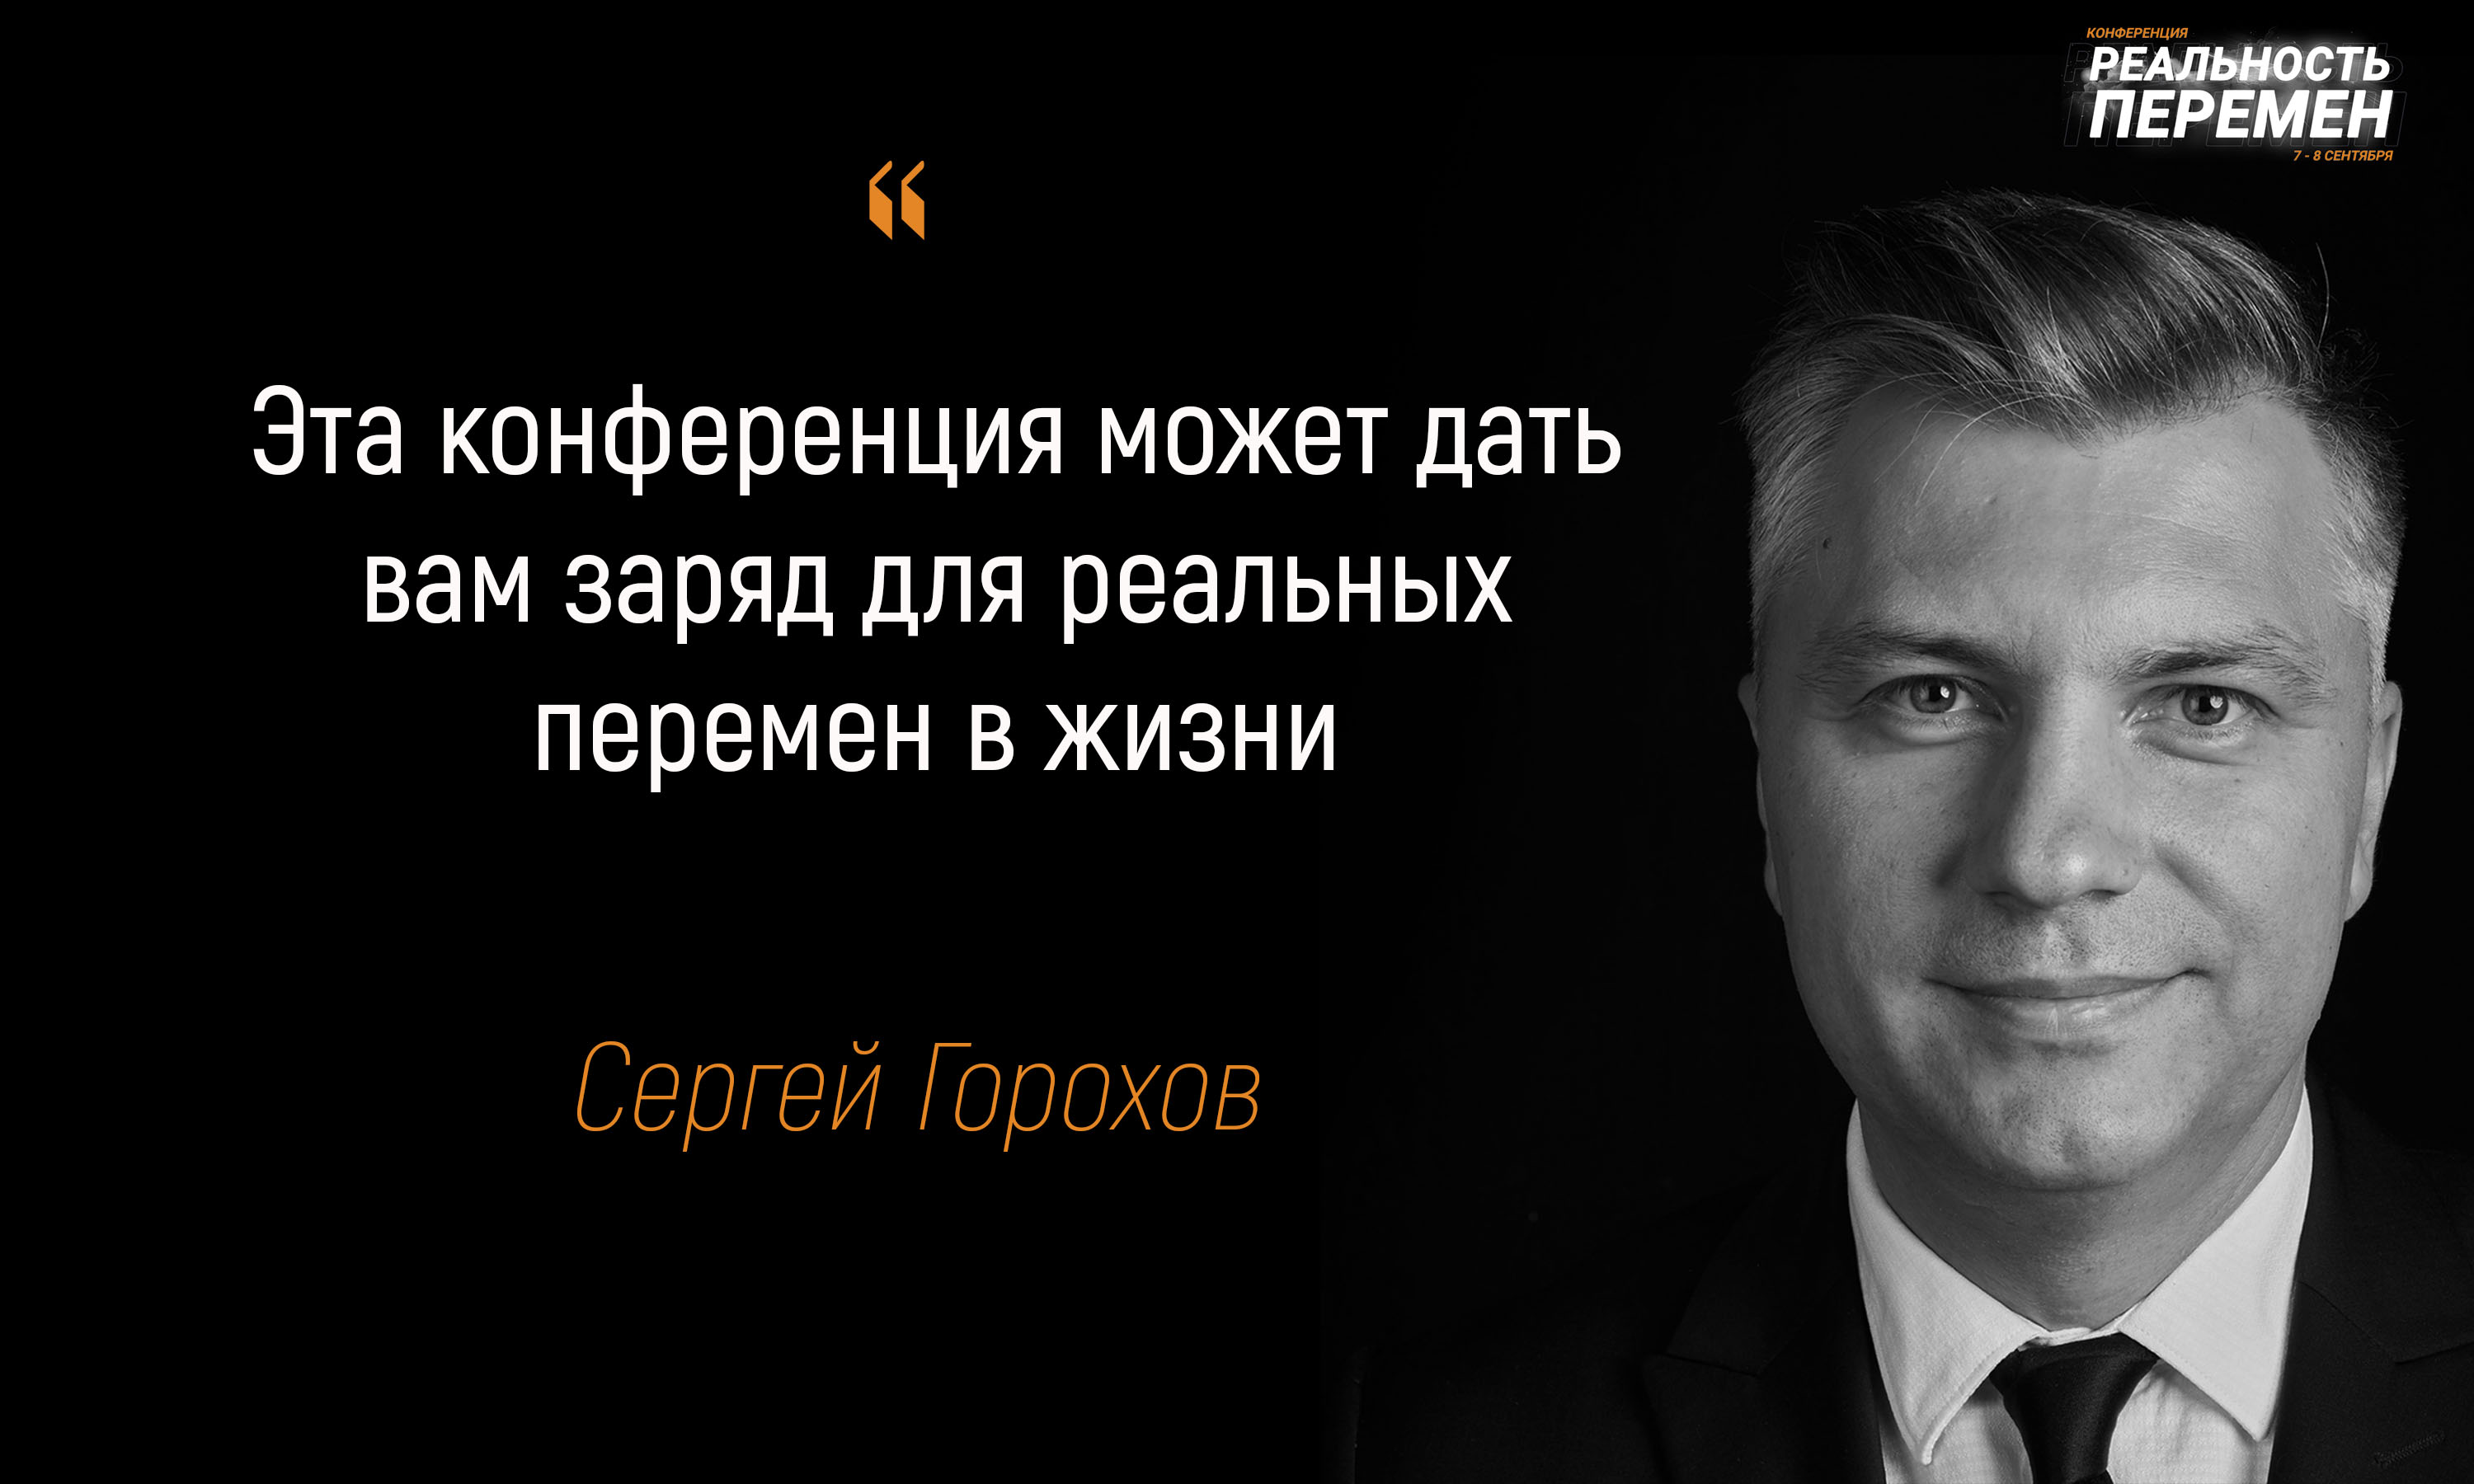 КОНФЕРЕНЦИЯ
РЕАЛЬНОСТЬ
ПЕРЕМЕН
7 - 8 СЕНТЯБРЯ
“
Эта конференция может дать
вам заряд для реальных
перемен в жизни
Сергей Горохов